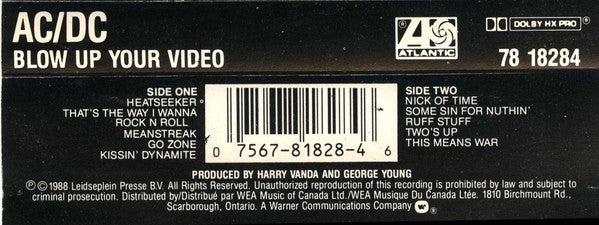 AC/DC
BLOW UP YOUR VIDEO
ATLANTIC
DOLBY HX PRO
78 18284
SIDE ONE
HEATSEEKER
THAT'S THE WAY I WANNA
ROCK N ROLL
MEANSTREAK
GO ZONE
KISSIN' DYNAMITE
0 7567-81828-4 6
SIDE TWO
NICK OF TIME
SOME SIN FOR NUTHIN'
RUFF STUFF
TWO'S UP
THIS MEANS WAR
PRODUCED BY HARRY VANDA AND GEORGE YOUNG
Ⓟ©1988 Leidseplein Presse B.V. All Rights Reserved. Unauthorized reproduction of this recording is prohibited by law and subject to
criminal prosecution. Distributed by/Distribué par WEA Music of Canada Ltd./WEA Musique Du Canada Ltée. 1810 Birchmount Rd.,
Scarborough, Ontario. A Warner Communications Company